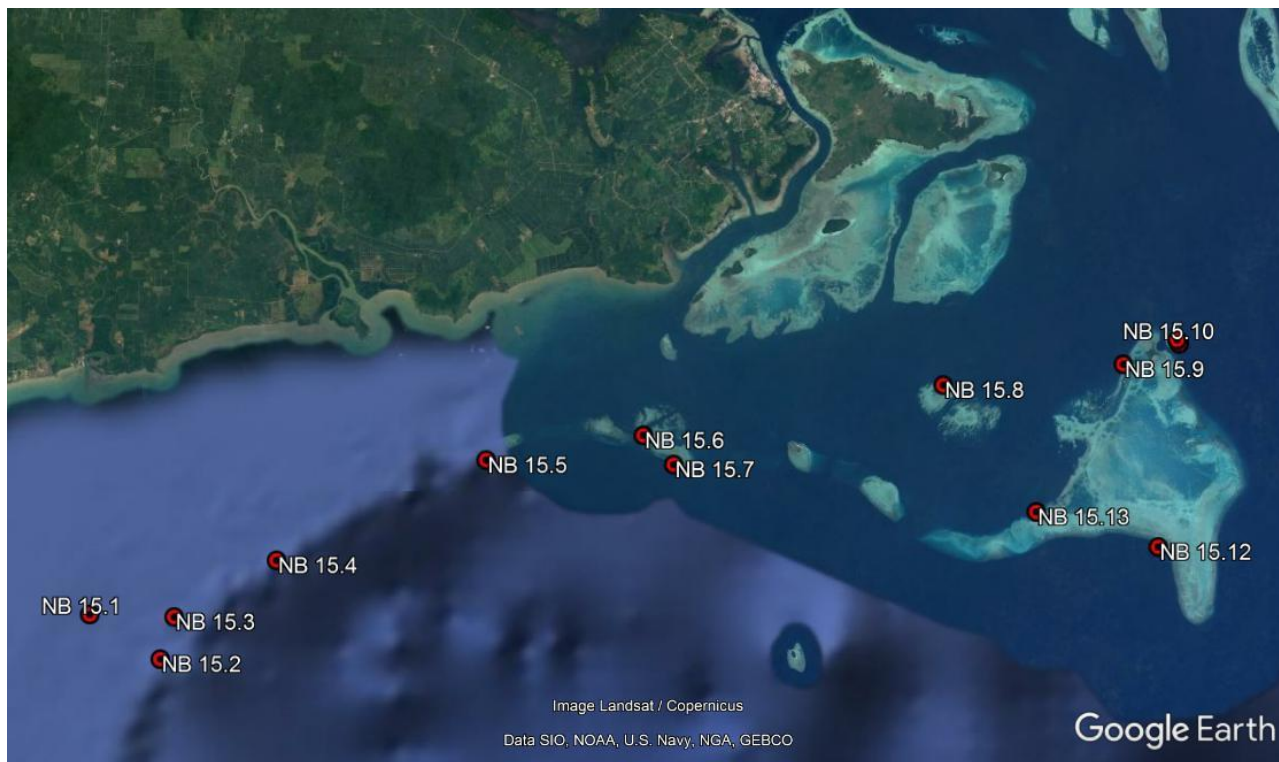 NB 15.10
NB 15.9
NB 15.8
NB 15.6
NB 15.5
NB 15.7
NB 15.13
NB 15.12
NB 15.4
NB 15.1
NB 15.3
NB 15.2
Image Landsat / Copernicus
Data SIO, NOAA, U.S. Navy, NGA, GEBCO
Google Earth